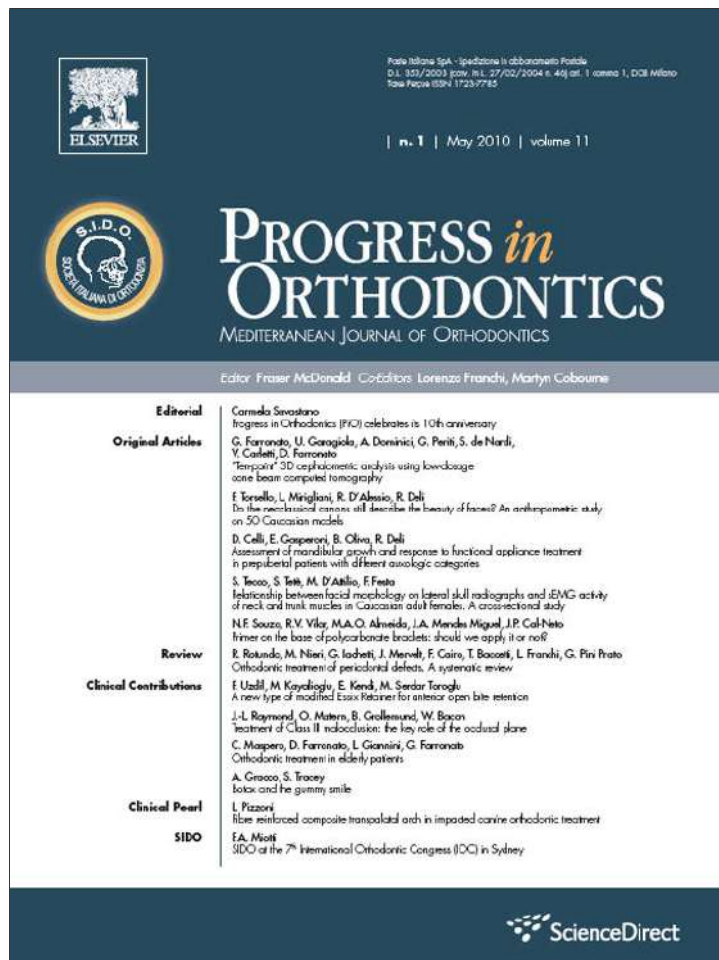 Poste Italiane SpA - Spedizione in abbonamento Postale
D.L. 353/2003 (conv. in L. 27/02/2004 n. 46) art. 1 comma 1, DCB Milano
Taxe Perçue ISSN 1723-7785
ELSEVIER
| n. 1 | May 2010 | volume 11
S.I.D.O.
SOCIETÀ ITALIANA DI ORTODONZIA
PROGRESS in
ORTHODONTICS
MEDITERRANEAN JOURNAL OF ORTHODONTICS
Editor Fraser McDonald Co-Editors Lorenzo Franchi, Martyn Cobourne
Editorial
Carmela Savastano
Progress in Orthodontics (PiO) celebrates its 10th anniversary
Original Articles
G. Farronato, U. Garagiola, A. Dominici, G. Periti, S. de Nardi,
V. Carletti, D. Farronato
"Ten-point" 3D cephalometric analysis using low-dosage
cone beam computed tomography
F. Torsello, L. Mirigliani, R. D'Alessio, R. Deli
Do the neoclassical canons still describe the beauty of faces? An anthropometric study
on 50 Caucasian models
D. Celli, E. Gasperoni, B. Oliva, R. Deli
Assessment of mandibular growth and response to functional appliance treatment
in prepubertal patients with different auxologic categories
S. Tecco, S. Tetè, M. D'Attilio, F. Festa
Relationship between facial morphology on lateral skull radiographs and sEMG activity
of neck and trunk muscles in Caucasian adult females. A cross-sectional study
N.F. Souza, R.V. Vilar, M.A.O. Almeida, J.A. Mendes Miguel, J.P. Cal-Neto
Primer on the base of polycarbonate brackets: should we apply it or not?
Review
R. Rotundo, M. Nieri, G. Iachetti, J. Mervelt, F. Cairo, T. Baccetti, L. Franchi, G. Pini Prato
Orthodontic treatment of periodontal defects. A systematic review
Clinical Contributions
F. Uzdil, M. Kayalioglu, E. Kendi, M. Serdar Toroglu
A new type of modified Essix Retainer for anterior open bite retention
J.-L. Raymond, O. Matern, B. Grollemund, W. Bacon
Treatment of Class III malocclusion: the key role of the occlusal plane
C. Maspero, D. Farronato, L. Giannini, G. Farronato
Orthodontic treatment in elderly patients
A. Gracco, S. Tracey
Botox and the gummy smile
Clinical Pearl
L. Pizzoni
Fibre reinforced composite transpalatal arch in impacted canine orthodontic treatment
SIDO
F.A. Miotti
SIDO at the 7th International Orthodontic Congress (IOC) in Sydney
ScienceDirect